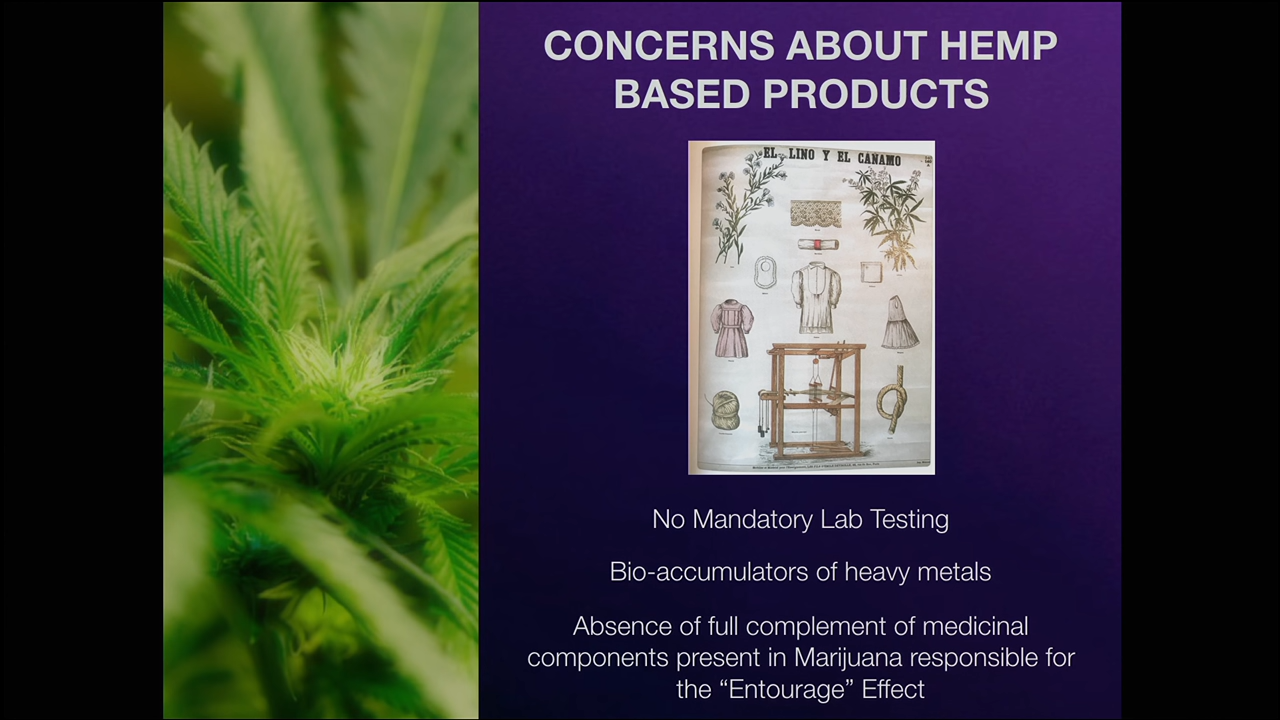 CONCERNS ABOUT HEMP
BASED PRODUCTS
EL LINO Y EL CANAMO
No Mandatory Lab Testing
Bio-accumulators of heavy metals
Absence of full complement of medicinal
components present in Marijuana responsible for
the “Entourage” Effect